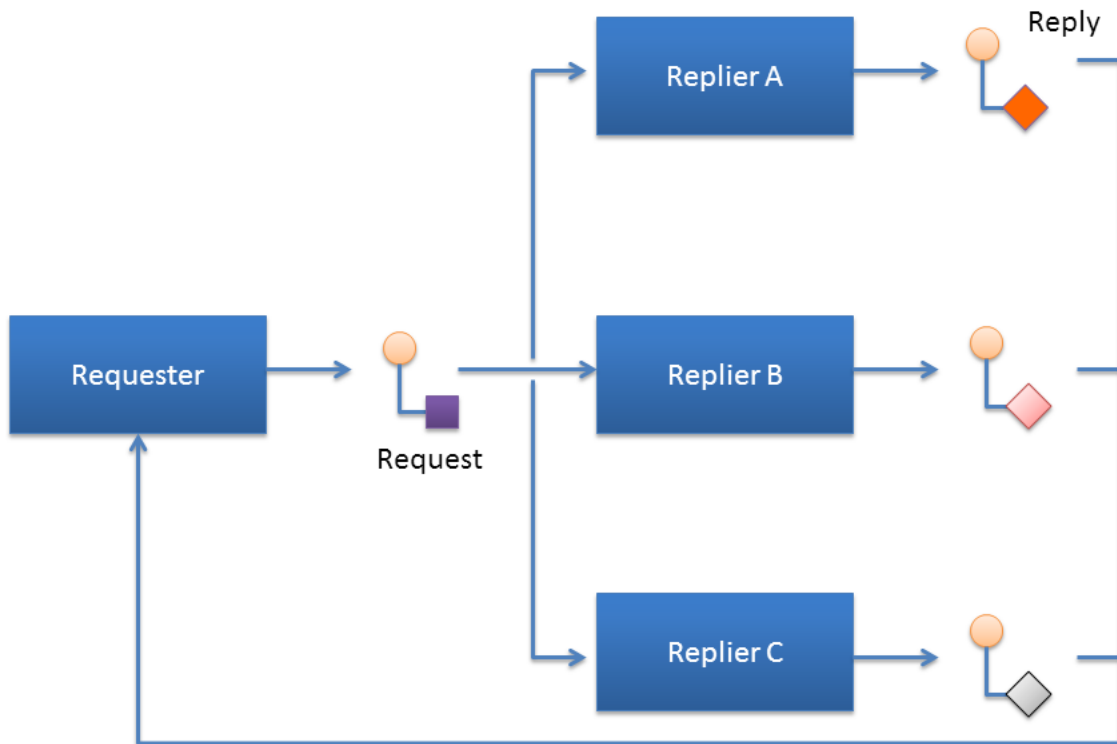 Reply
Replier A
Requester
Replier B
Request
Replier C